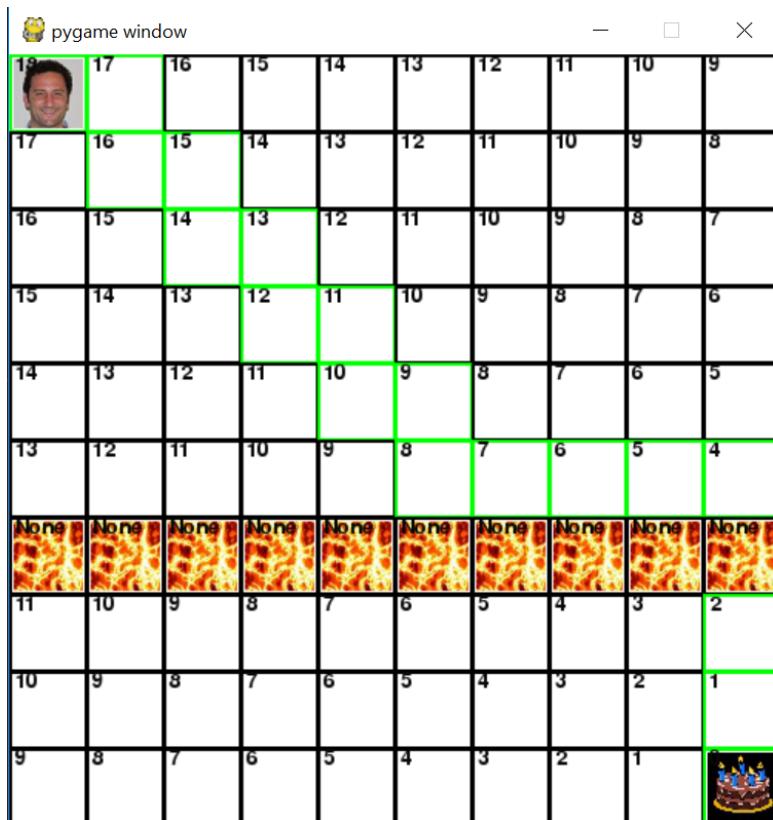 pygame window
18 17 16 15 14 13 12 11 10 9
17 16 15 14 13 12 11 10 9 8
16 15 14 13 12 11 10 9 8 7
15 14 13 12 11 10 9 8 7 6
14 13 12 11 10 9 8 7 6 5
13 12 11 10 9 8 7 6 5 4
None None None None None None None None None None
11 10 9 8 7 6 5 4 3 2
10 9 8 7 6 5 4 3 2 1
9 8 7 6 5 4 3 2 1